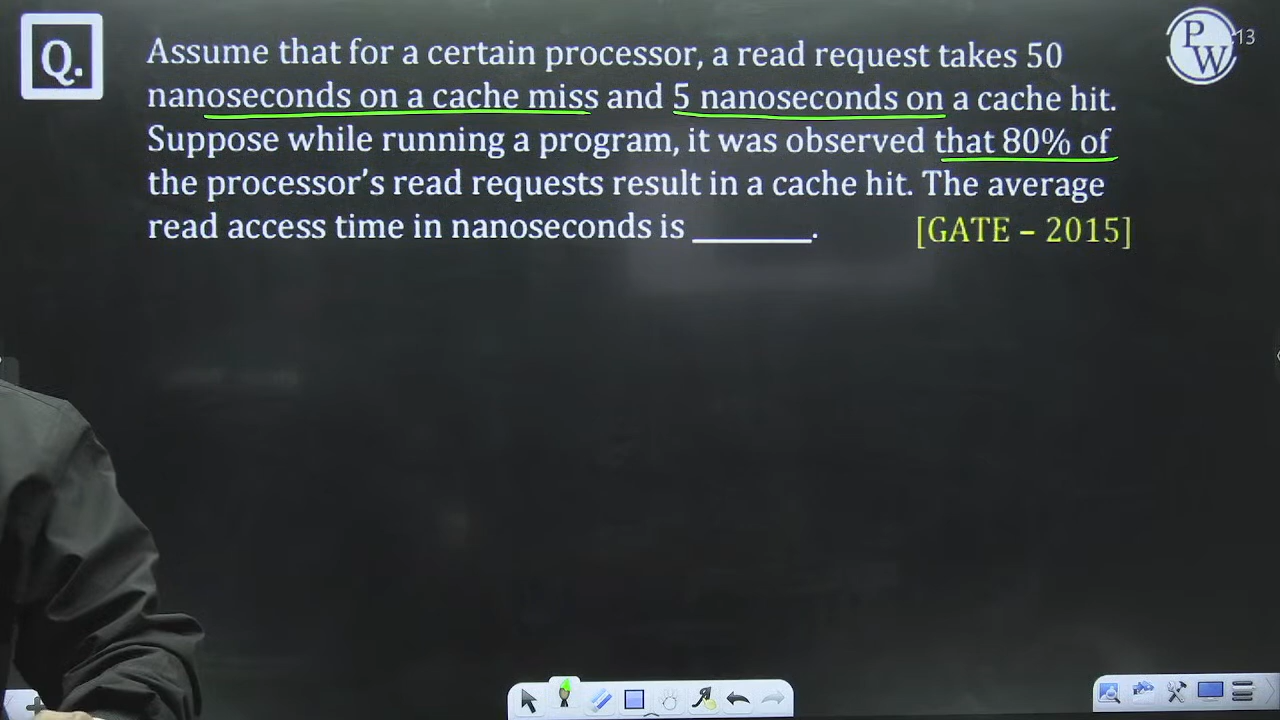 Q.
Assume that for a certain processor, a read request takes 50
nanoseconds on a cache miss and 5 nanoseconds on a cache hit.
Suppose while running a program, it was observed that 80% of
the processor’s read requests result in a cache hit. The average
read access time in nanoseconds is ________.
[GATE – 2015]
PW
13